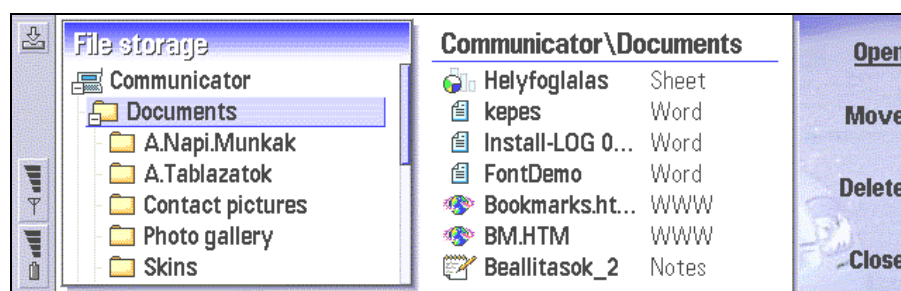 File storage
Communicator
Documents
A.Napi.Munkak
A.Tablazatok
Contact pictures
Photo gallery
Skins
Communicator\Documents
Helyfoglalas Sheet
kepes Word
Install-LOG 0... Word
FontDemo Word
Bookmarks.ht... WWW
BM.HTM WWW
Beallitasok_2 Notes
Open
Move
Delete
Close